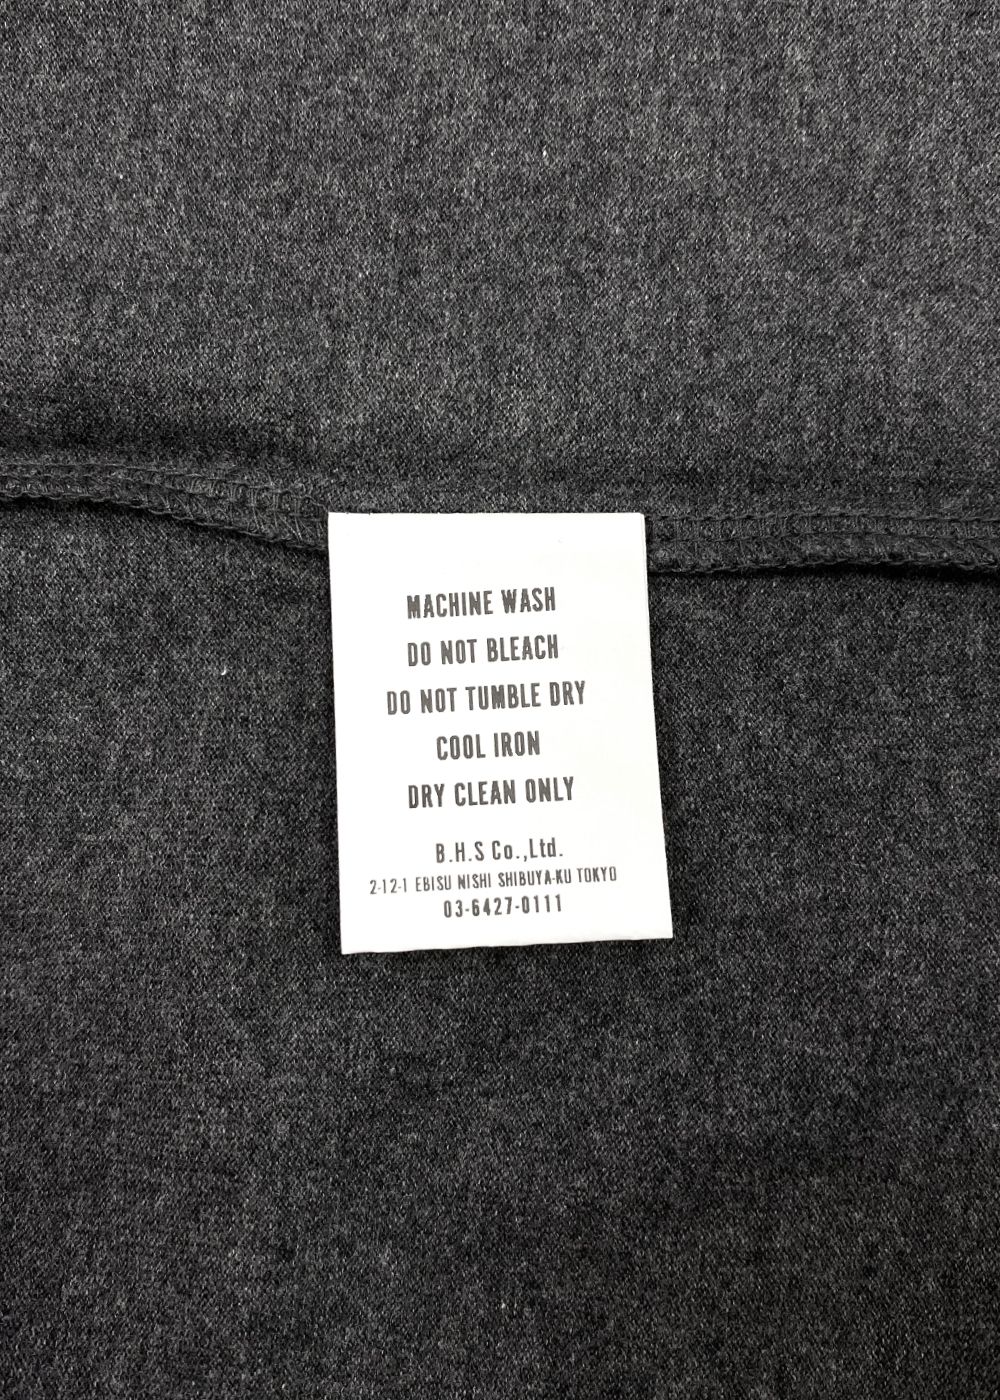 MACHINE WASH
DO NOT BLEACH
DO NOT TUMBLE DRY
COOL IRON
DRY CLEAN ONLY
B.H.S Co.,Ltd.
2-12-1 EBISU NISHI SHIBUYA-KU TOKYO
03-6427-0111